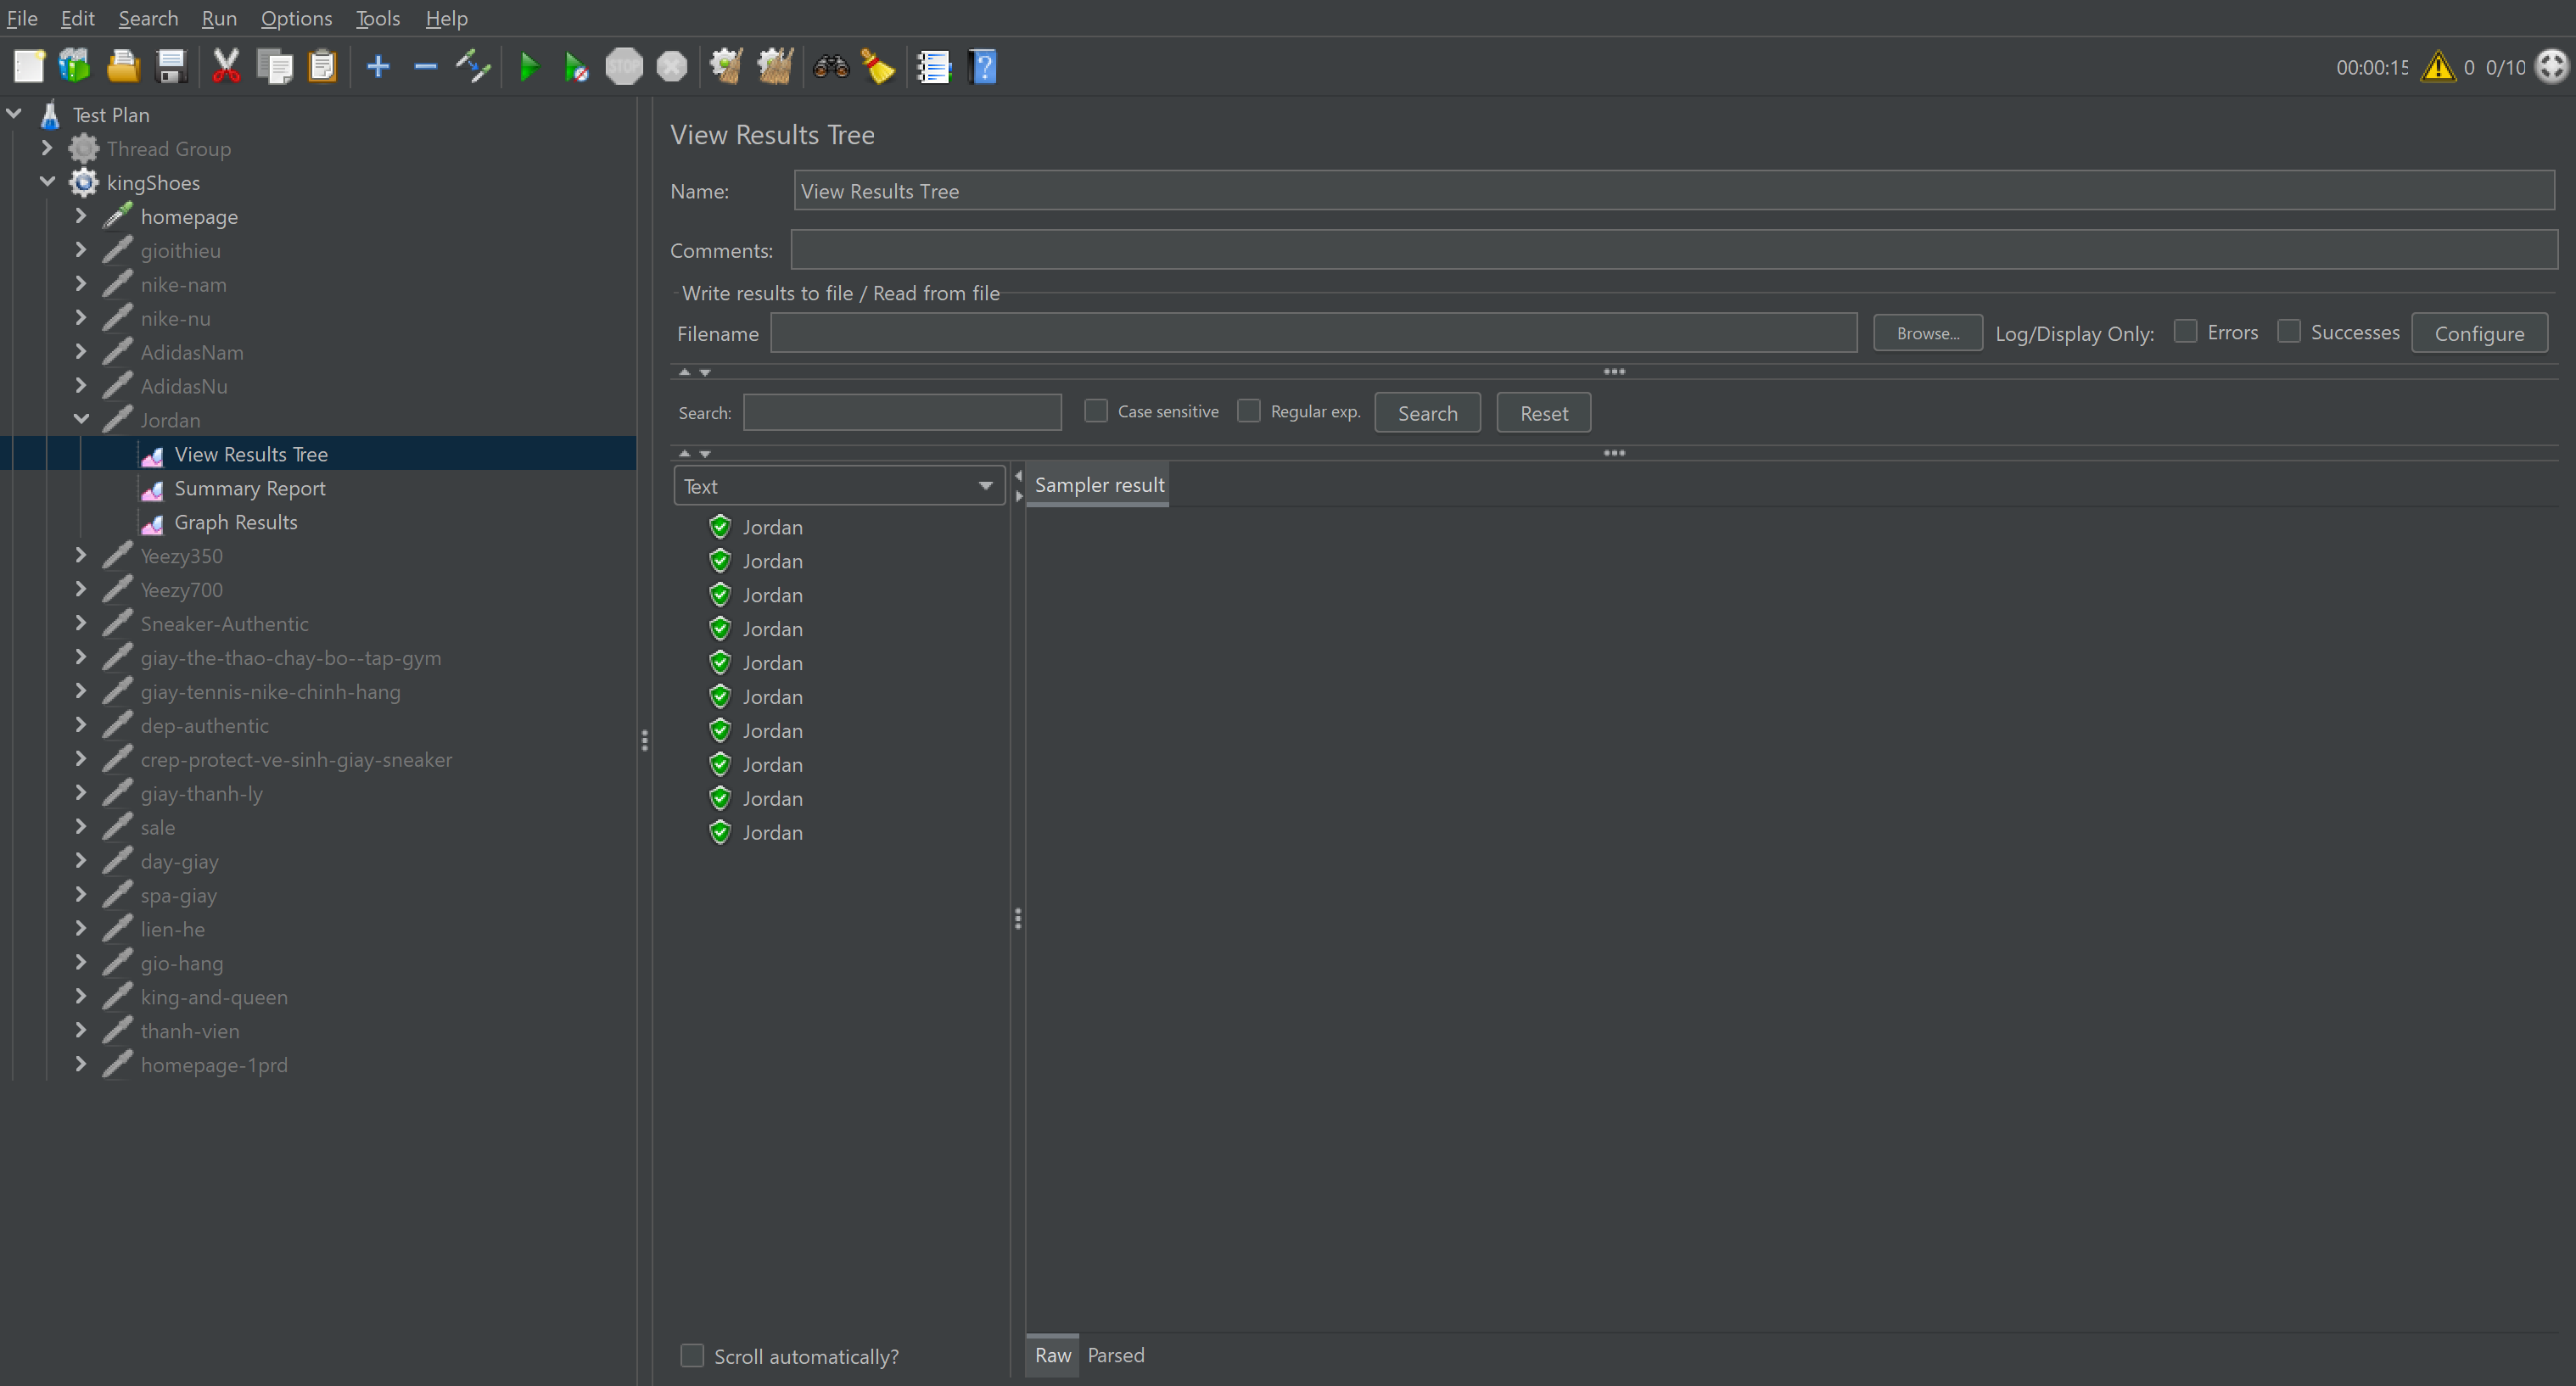 File Edit Search Run Options Tools Help
STOP
00:00:15 0 0/10
Test Plan
Thread Group
kingShoes
homepage
gioithieu
nike-nam
nike-nu
AdidasNam
AdidasNu
Jordan
View Results Tree
Summary Report
Graph Results
Yeezy350
Yeezy700
Sneaker-Authentic
giay-the-thao-chay-bo--tap-gym
giay-tennis-nike-chinh-hang
dep-authentic
crep-protect-ve-sinh-giay-sneaker
giay-thanh-ly
sale
day-giay
spa-giay
lien-he
gio-hang
king-and-queen
thanh-vien
homepage-1prd
View Results Tree
Name: View Results Tree
Comments:
Write results to file / Read from file
Filename Browse... Log/Display Only: Errors Successes Configure
Search: Case sensitive Regular exp. Search Reset
Text
Sampler result
Jordan
Jordan
Jordan
Jordan
Jordan
Jordan
Jordan
Jordan
Jordan
Jordan
Scroll automatically?
Raw Parsed